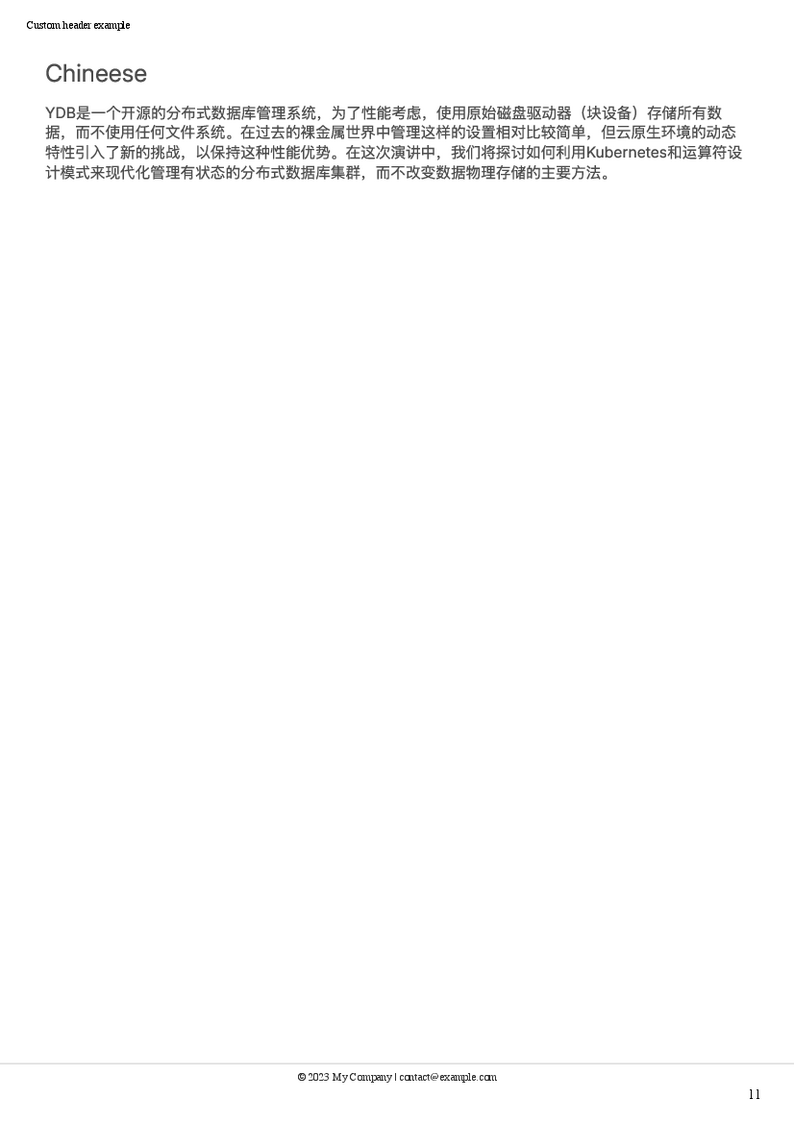 Custom header example
Chineese
YDB是一个开源的分布式数据库管理系统，为了性能考虑，使用原始磁盘驱动器（块设备）存储所有数
据，而不使用任何文件系统。在过去的裸金属世界中管理这样的设置相对比较简单，但云原生环境的动态
特性引入了新的挑战，以保持这种性能优势。在这次演讲中，我们将探讨如何利用Kubernetes和运算符设
计模式来现代化管理有状态的分布式数据库集群，而不改变数据物理存储的主要方法。
© 2023 My Company | contact@example.com
11